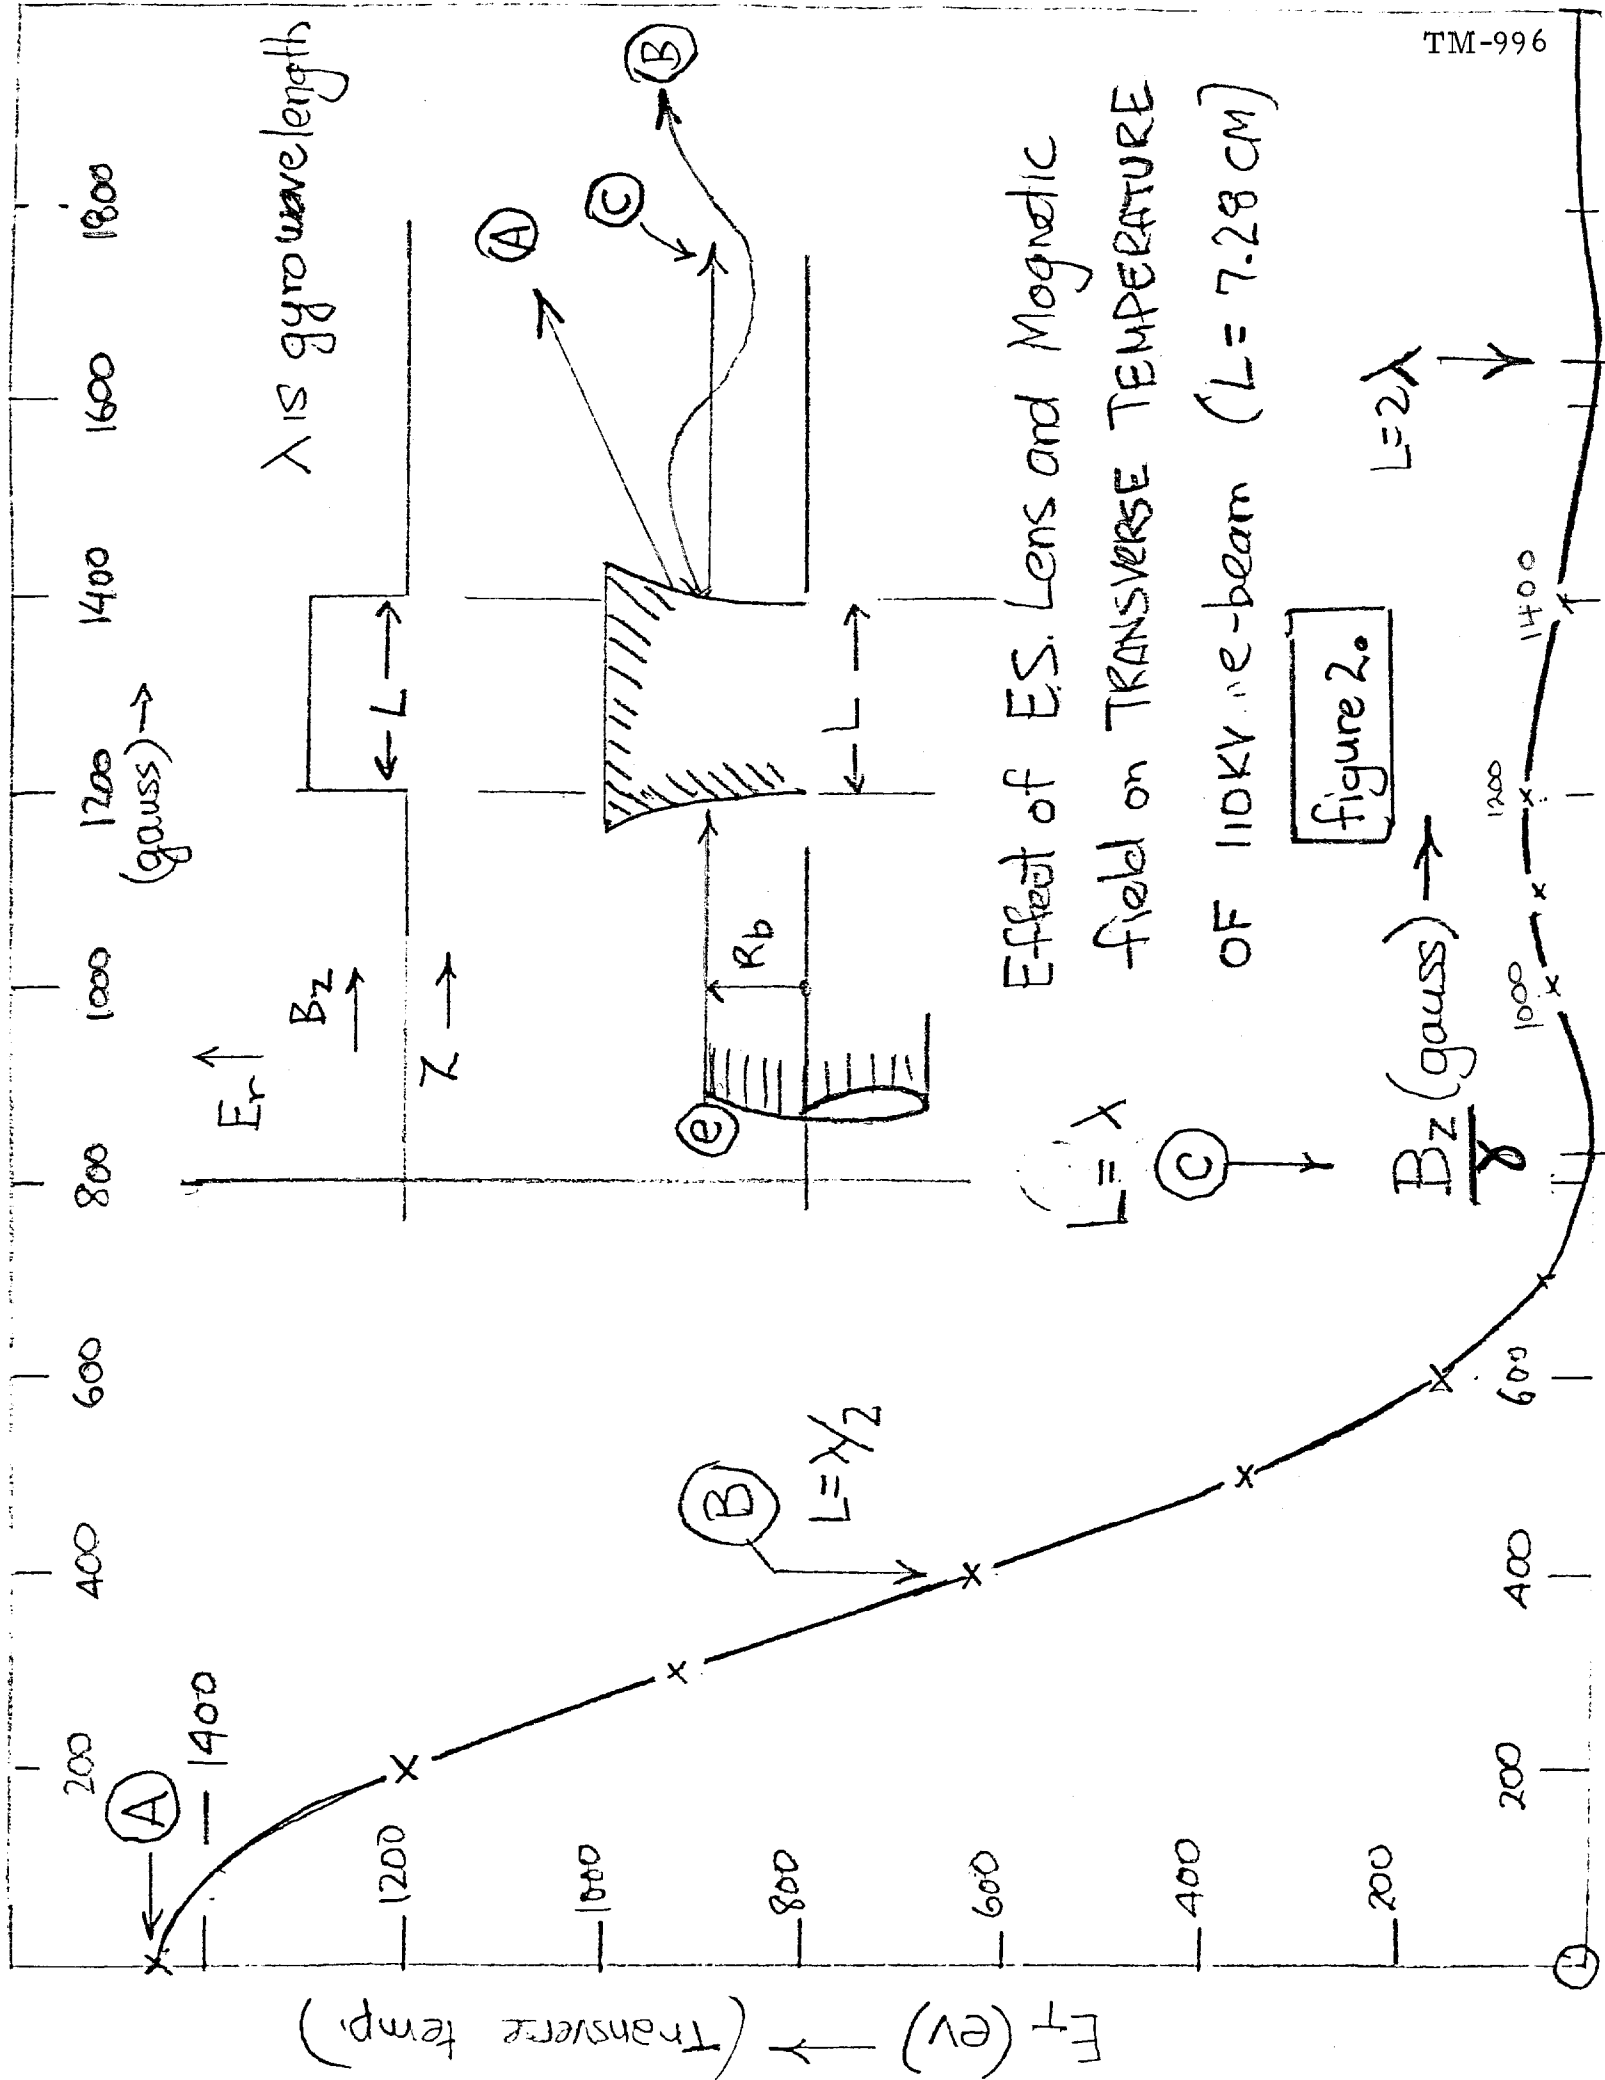 TM-996
200
400
600
800
1000
1200
1400
1600
1800
(gauss) →
λ is gyrowavelength
Er ↑
Bz →
Z →
← L →
A
B
C
e
Rb
← L →
Effect of E.S. Lens and Magnetic
field on TRANSVERSE TEMPERATURE
OF 110KV e-beam (L = 7.28 CM)
figure 2.
A
1400
1200
1000
800
600
400
200
ET (ev) → (Transverse temp.)
B
L = λ/2
L = λ
C
L=2λ
Bz/γ (gauss) →
200
400
600
1000
1200
1400